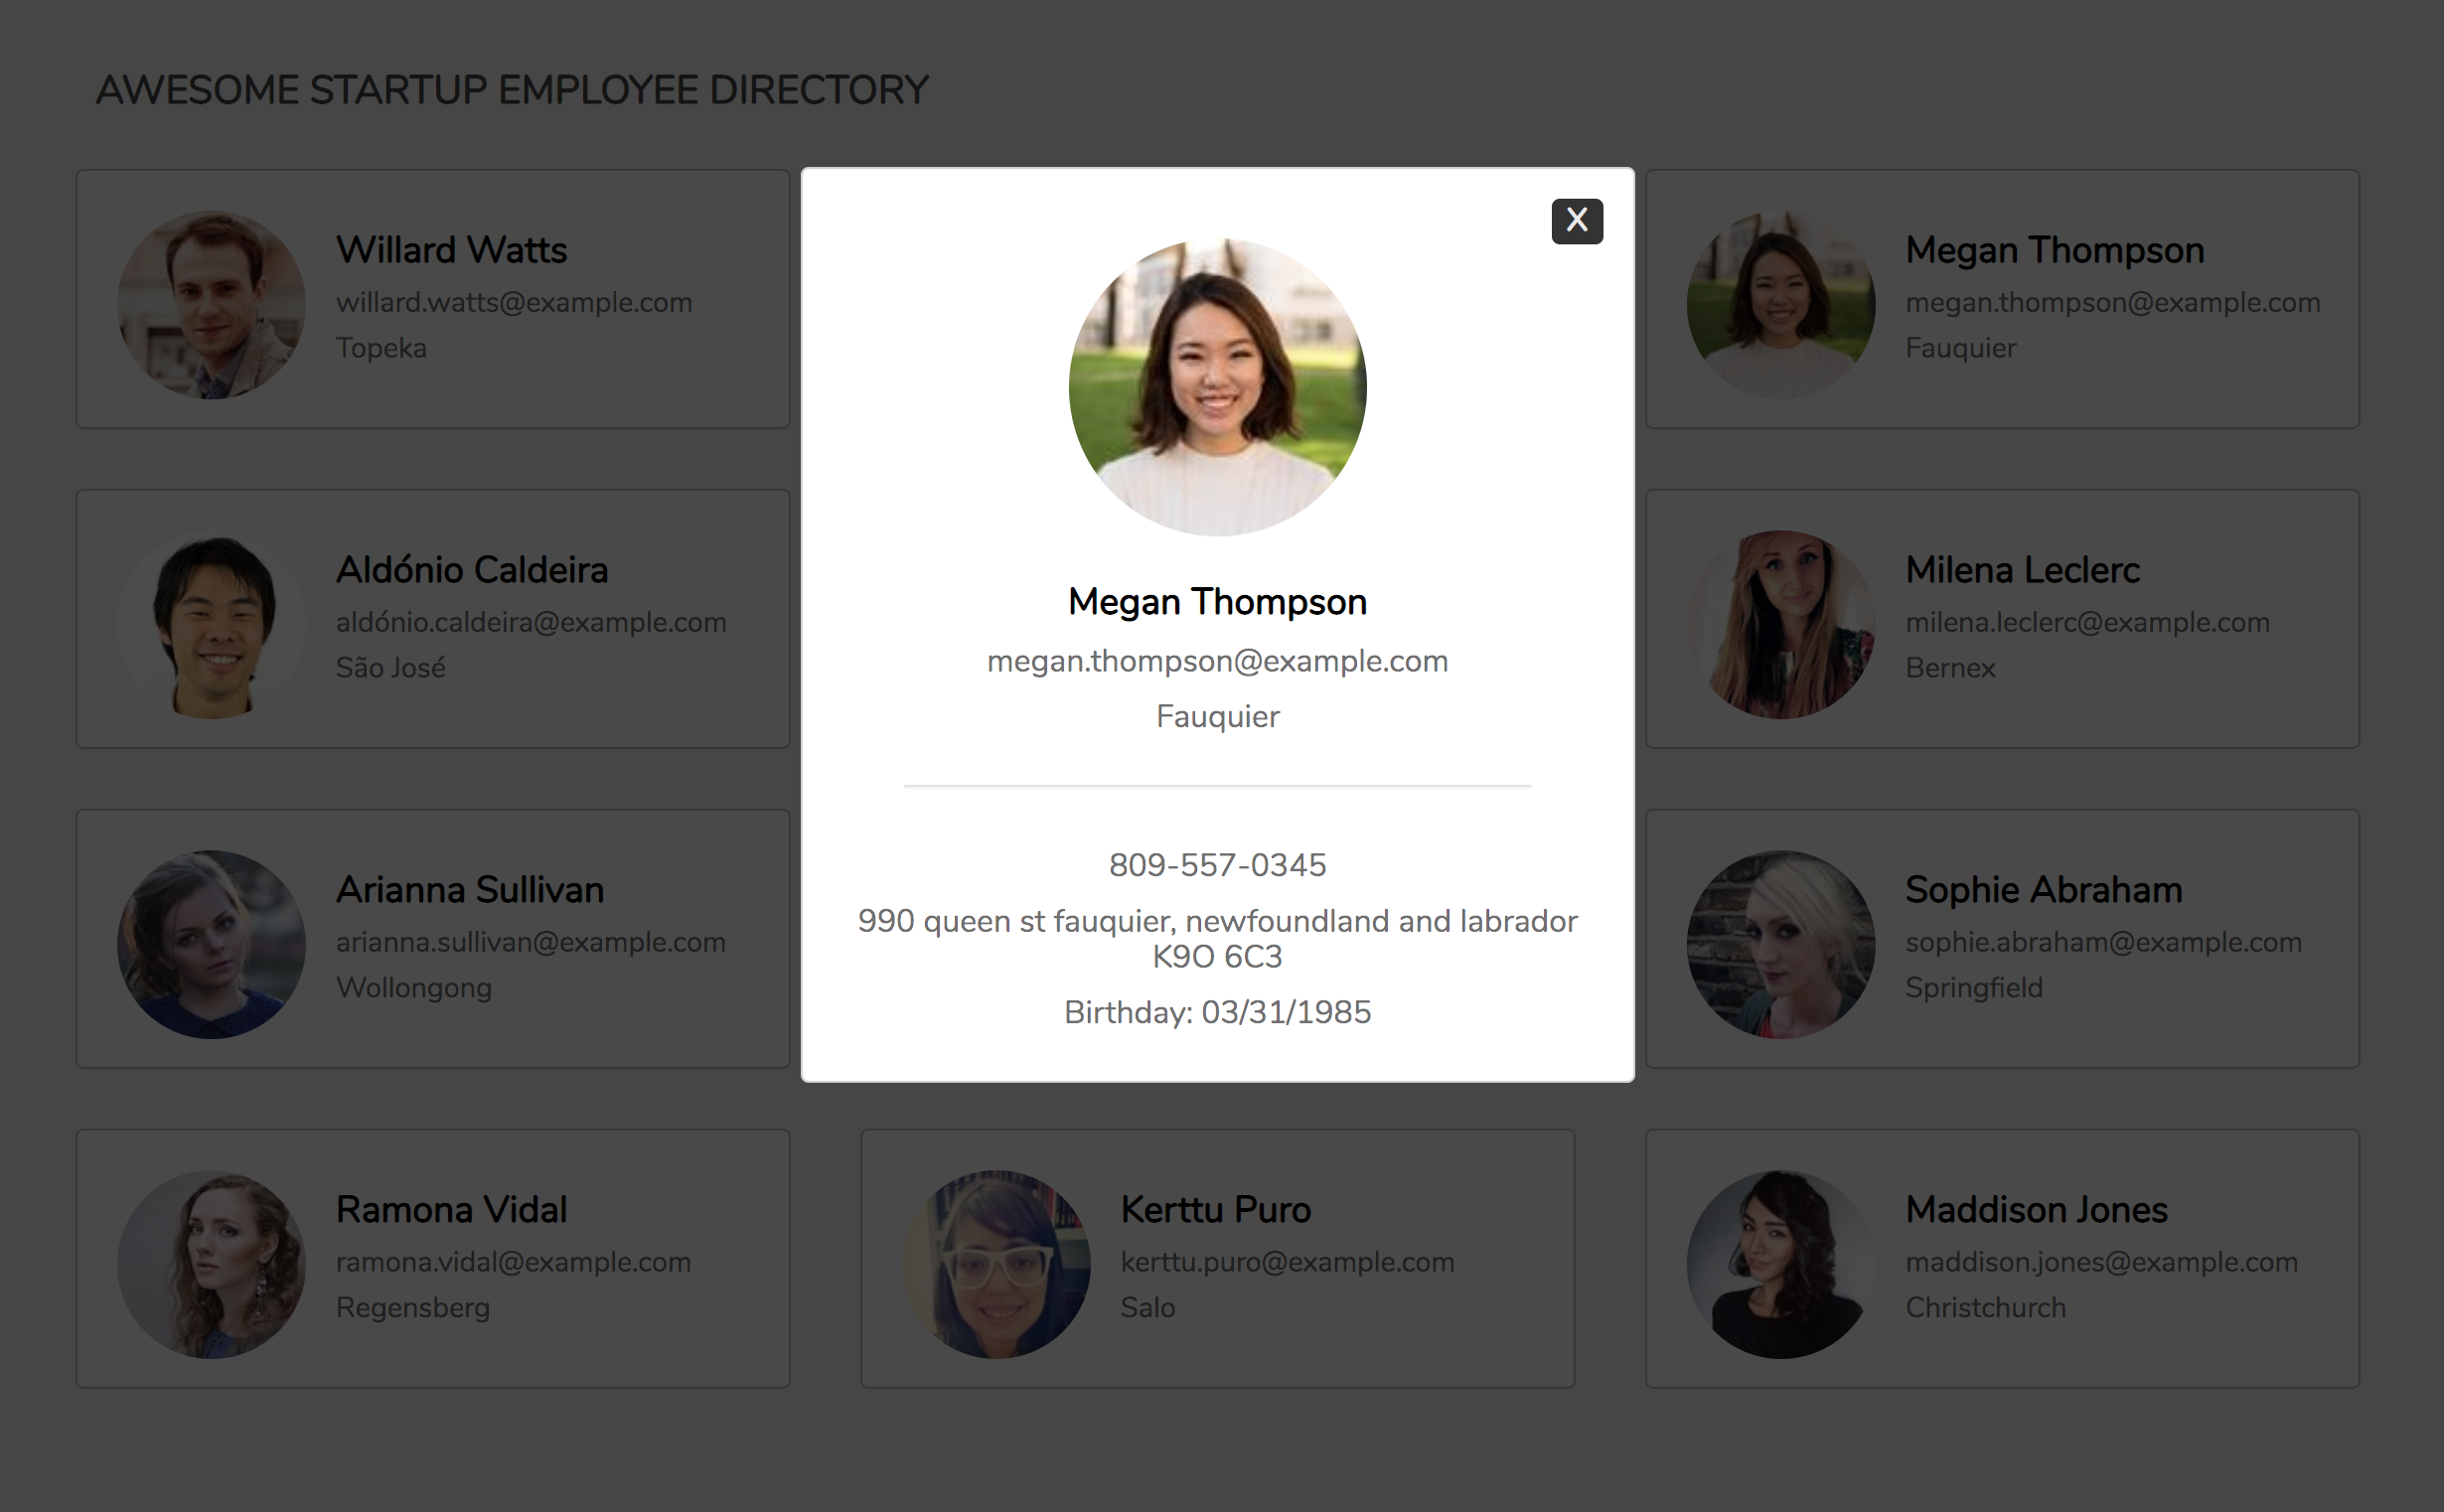 AWESOME STARTUP EMPLOYEE DIRECTORY
Willard Watts
willard.watts@example.com
Topeka
X
Megan Thompson
megan.thompson@example.com
Fauquier
809-557-0345
990 queen st fauquier, newfoundland and labrador
K9O 6C3
Birthday: 03/31/1985
Megan Thompson
megan.thompson@example.com
Fauquier
Aldónio Caldeira
aldónio.caldeira@example.com
São José
Milena Leclerc
milena.leclerc@example.com
Bernex
Arianna Sullivan
arianna.sullivan@example.com
Wollongong
Sophie Abraham
sophie.abraham@example.com
Springfield
Ramona Vidal
ramona.vidal@example.com
Regensberg
Kerttu Puro
kerttu.puro@example.com
Salo
Maddison Jones
maddison.jones@example.com
Christchurch